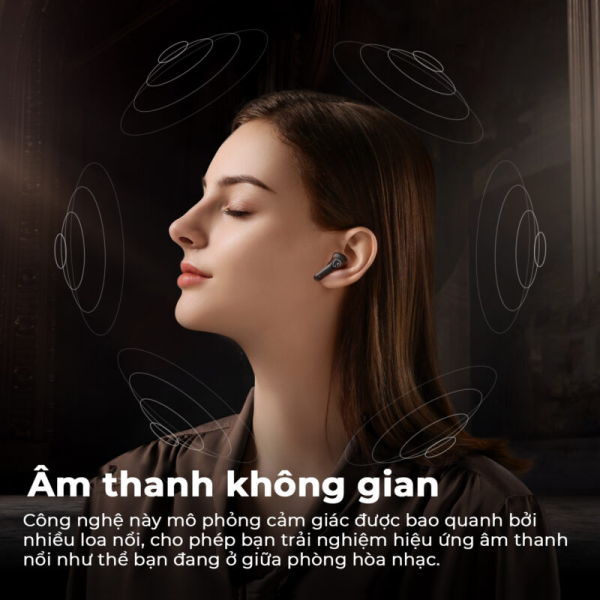 Âm thanh không gian
Công nghệ này mô phỏng cảm giác được bao quanh bởi
nhiều loa nổi, cho phép bạn trải nghiệm hiệu ứng âm thanh
nổi như thể bạn đang ở giữa phòng hòa nhạc.